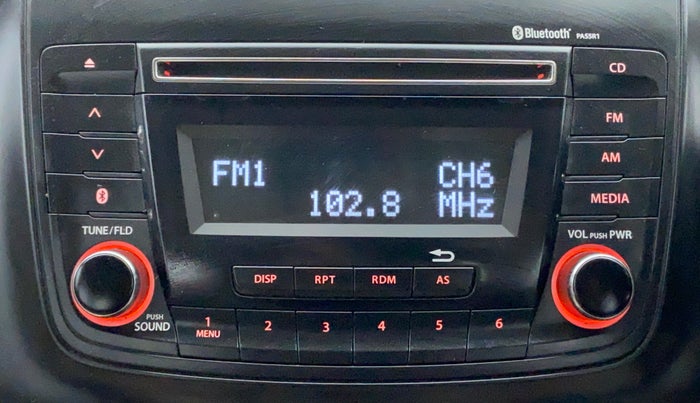 Bluetooth® PA55R1
CD
FM
AM
MEDIA
FM1 CH6
102.8 MHz
TUNE/FLD
VOL PUSH PWR
PUSH SOUND
DISP RPT RDM AS
1 MENU 2 3 4 5 6